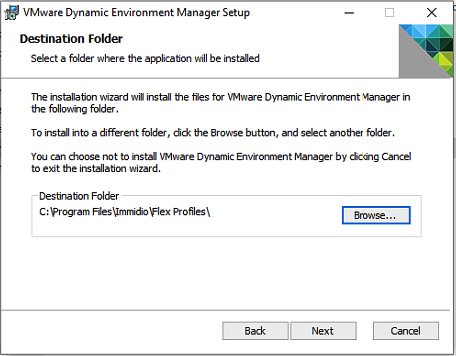 VMware Dynamic Environment Manager Setup
Destination Folder
Select a folder where the application will be installed
The installation wizard will install the files for VMware Dynamic Environment Manager in
the following folder.
To install into a different folder, click the Browse button, and select another folder.
You can choose not to install VMware Dynamic Environment Manager by clicking Cancel
to exit the installation wizard.
Destination Folder
C:\Program Files\Immidio\Flex Profiles\
Browse...
Back
Next
Cancel